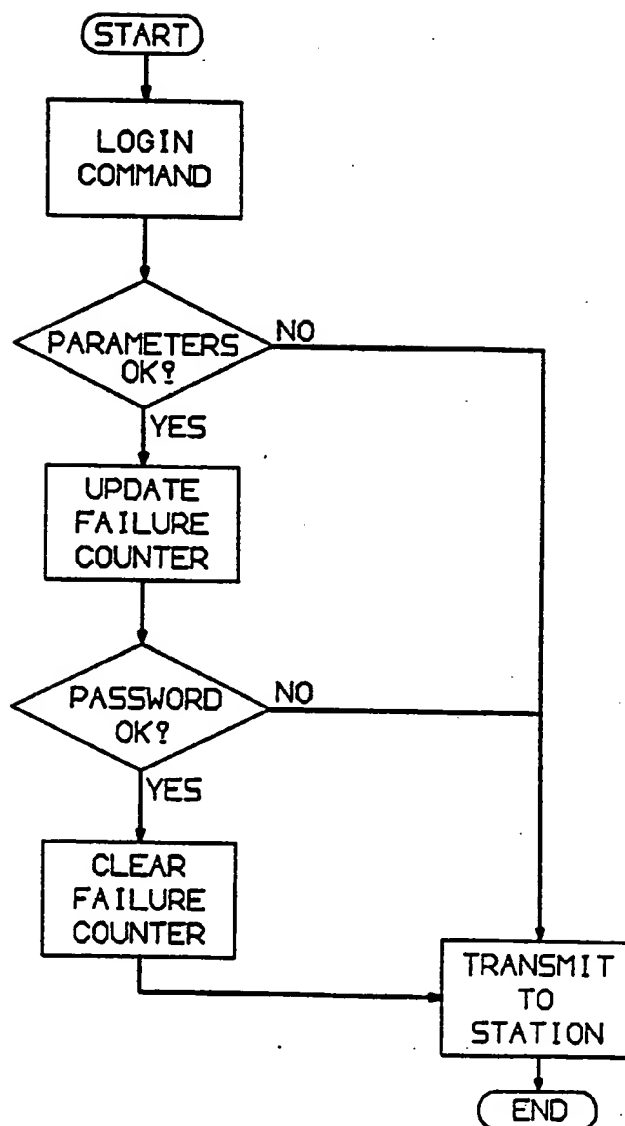 START
LOGIN
COMMAND
PARAMETERS
OK?
NO
YES
UPDATE
FAILURE
COUNTER
PASSWORD
OK?
NO
YES
CLEAR
FAILURE
COUNTER
TRANSMIT
TO
STATION
END